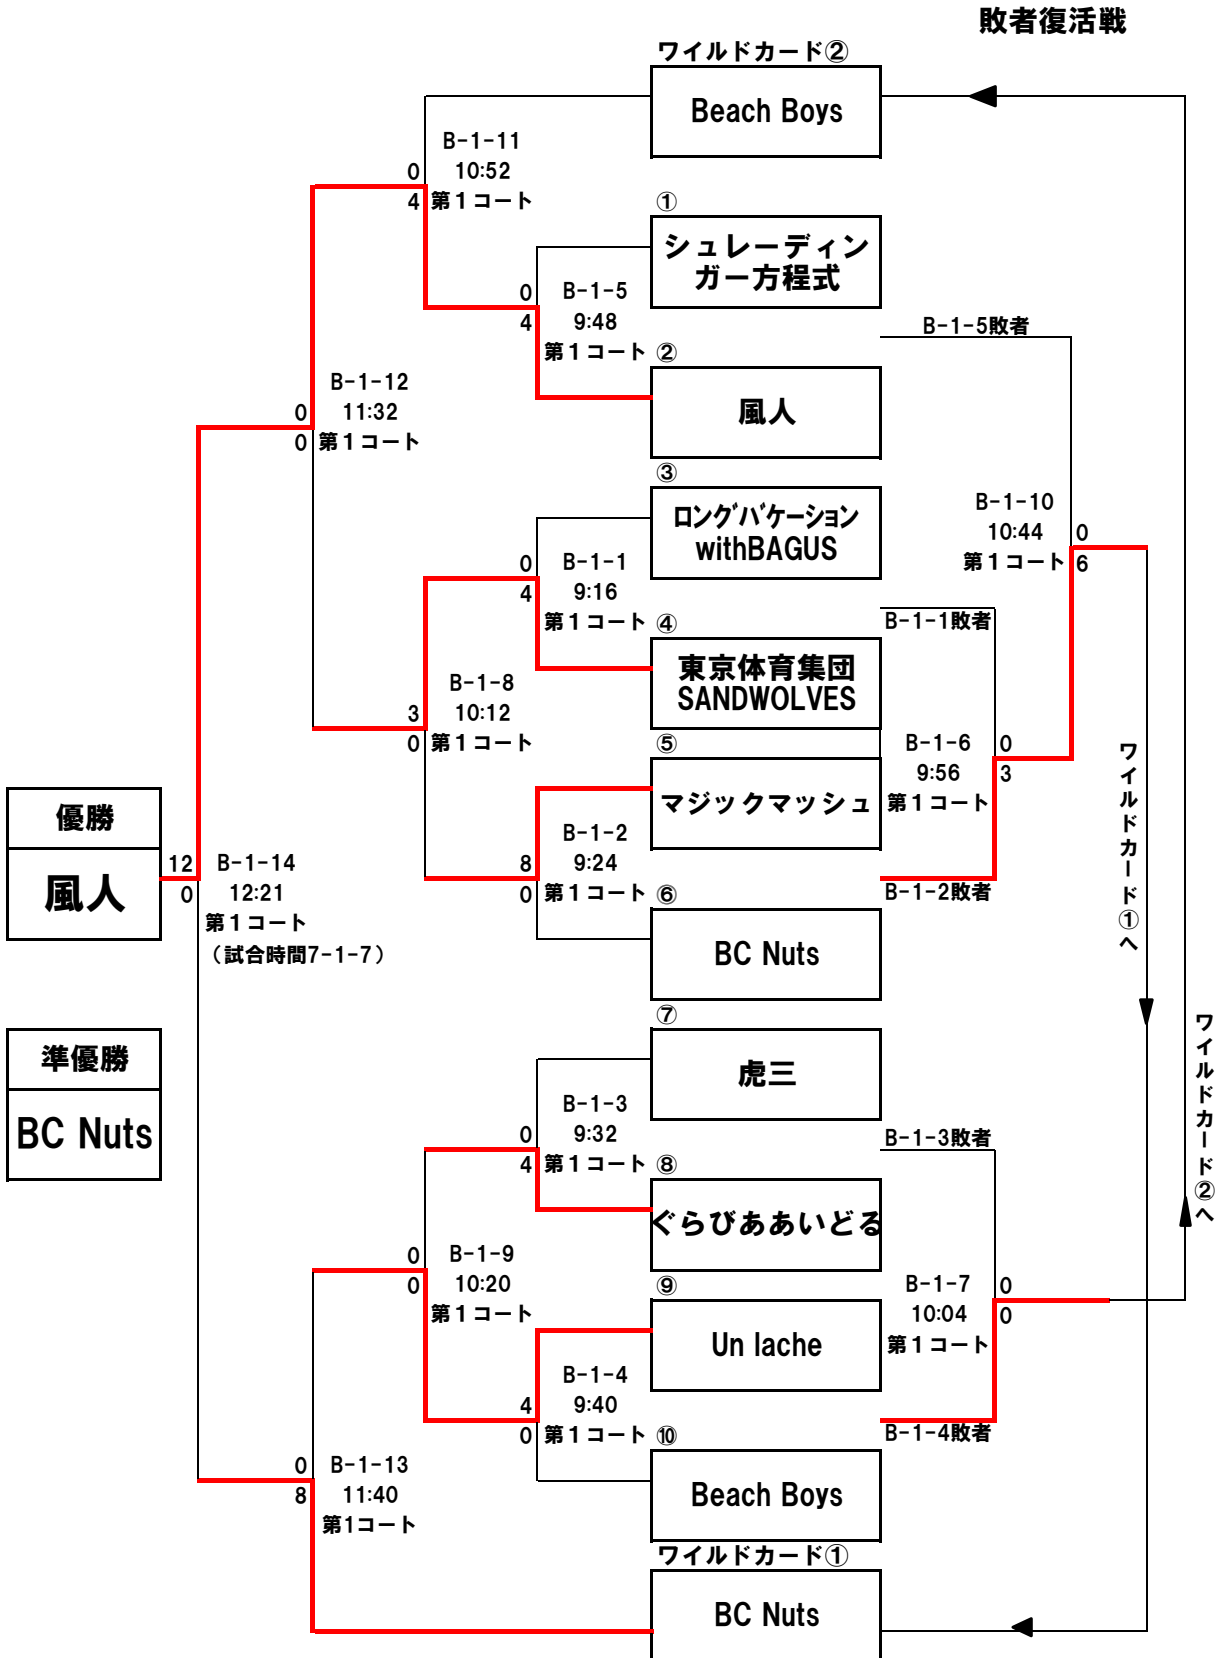 敗者復活戦
ワイルドカード②
Beach Boys
B-1-11
0
10:52
4
第1コート
①
シュレーディン
ガー方程式
0
B-1-5
4
9:48
第1コート
B-1-5敗者
②
風人
B-1-12
0
11:32
0
第1コート
③
ロングバケーション
withBAGUS
B-1-10
10:44
0
第1コート
6
0
B-1-1
4
9:16
第1コート
B-1-1敗者
④
東京体育集団
SANDWOLVES
B-1-8
3
10:12
0
第1コート
⑤
マジックマッシュ
B-1-6
0
9:56
3
第1コート
ワイルドカード①へ
優勝
風人
12
0
B-1-14
12:21
第1コート
(試合時間7-1-7)
B-1-2
8
9:24
0
第1コート
B-1-2敗者
⑥
BC Nuts
準優勝
BC Nuts
⑦
虎三
ワイルドカード②へ
B-1-3
0
9:32
4
第1コート
B-1-3敗者
⑧
ぐらびああいどる
0
B-1-9
0
10:20
第1コート
⑨
Un lache
B-1-7
0
10:04
0
第1コート
B-1-4
4
9:40
0
第1コート
B-1-4敗者
⑩
Beach Boys
0
B-1-13
8
11:40
第1コート
ワイルドカード①
BC Nuts